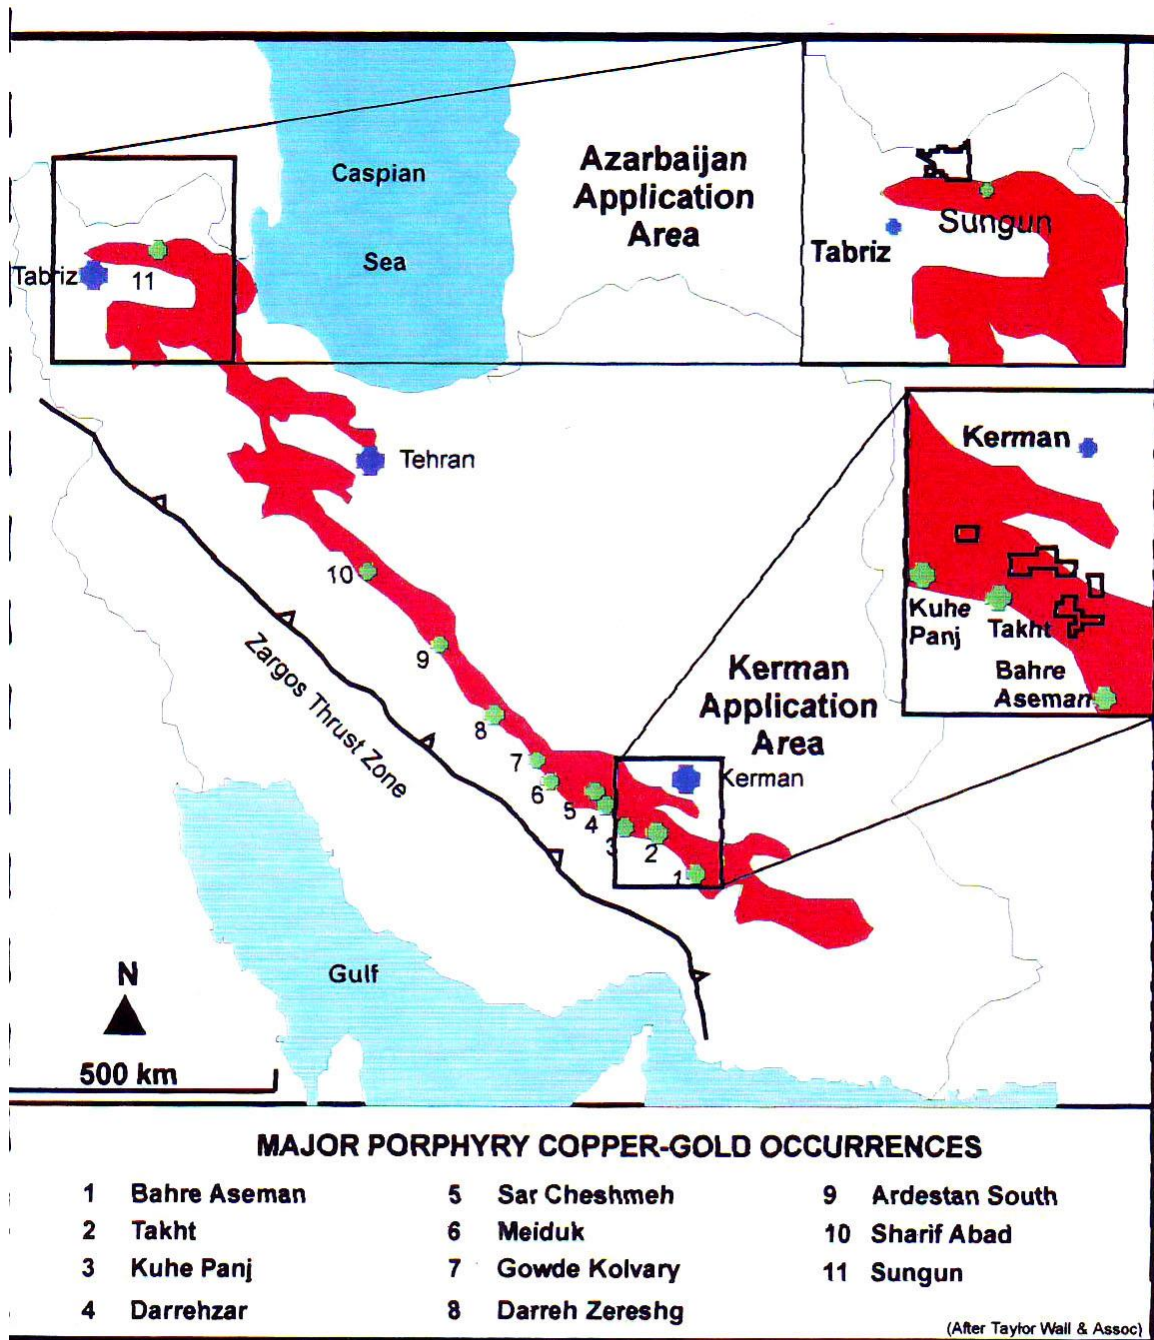 Caspian
Sea
Azarbaijan
Application
Area
Sungun
Tabriz
Tabriz
11
Tehran
Kerman
Kuhe
Panj
Takht
Bahre
Aseman
10
9
8
7
6
5
4
3
2
1
Zargos Thrust Zone
Kerman
Application
Area
Kerman
Gulf
N
500 km
MAJOR PORPHYRY COPPER-GOLD OCCURRENCES
1 Bahre Aseman
2 Takht
3 Kuhe Panj
4 Darrehzar
5 Sar Cheshmeh
6 Meiduk
7 Gowde Kolvary
8 Darreh Zereshg
9 Ardestan South
10 Sharif Abad
11 Sungun
(After Taylor Wall & Assoc)